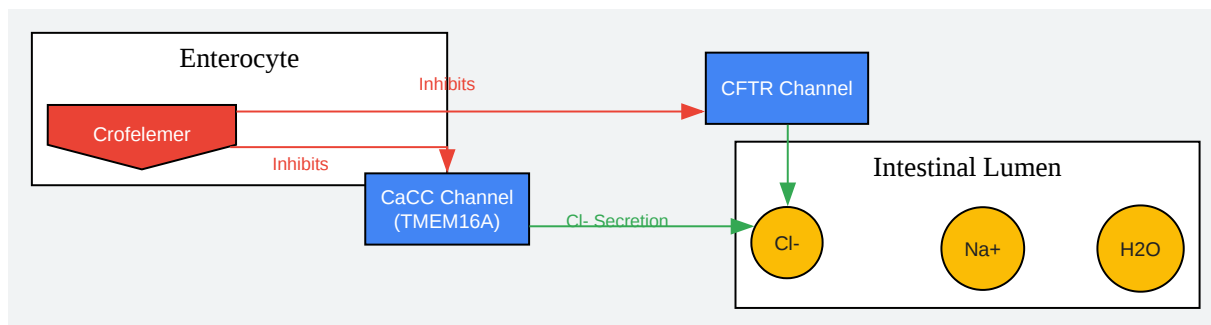 Enterocyte
Inhibits
CFTR Channel
Crofelemer
Inhibits
Intestinal Lumen
CaCC Channel
(TMEM16A)
Cl- Secretion
Cl-
Na+
H2O